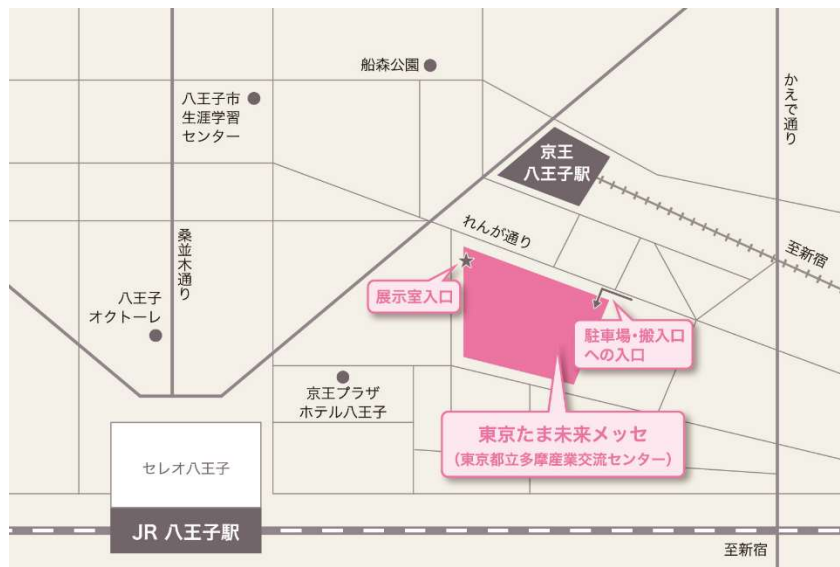 船森公園
八王子市
生涯学習
センター
かえで通り
京王
八王子駅
れんが通り
至新宿
桑並木通り
展示室入口
八王子
オクトーレ
駐車場・搬入口
への入口
京王プラザ
ホテル八王子
東京たま未来メッセ
(東京都立多摩産業交流センター)
セレオ八王子
JR 八王子駅
至新宿